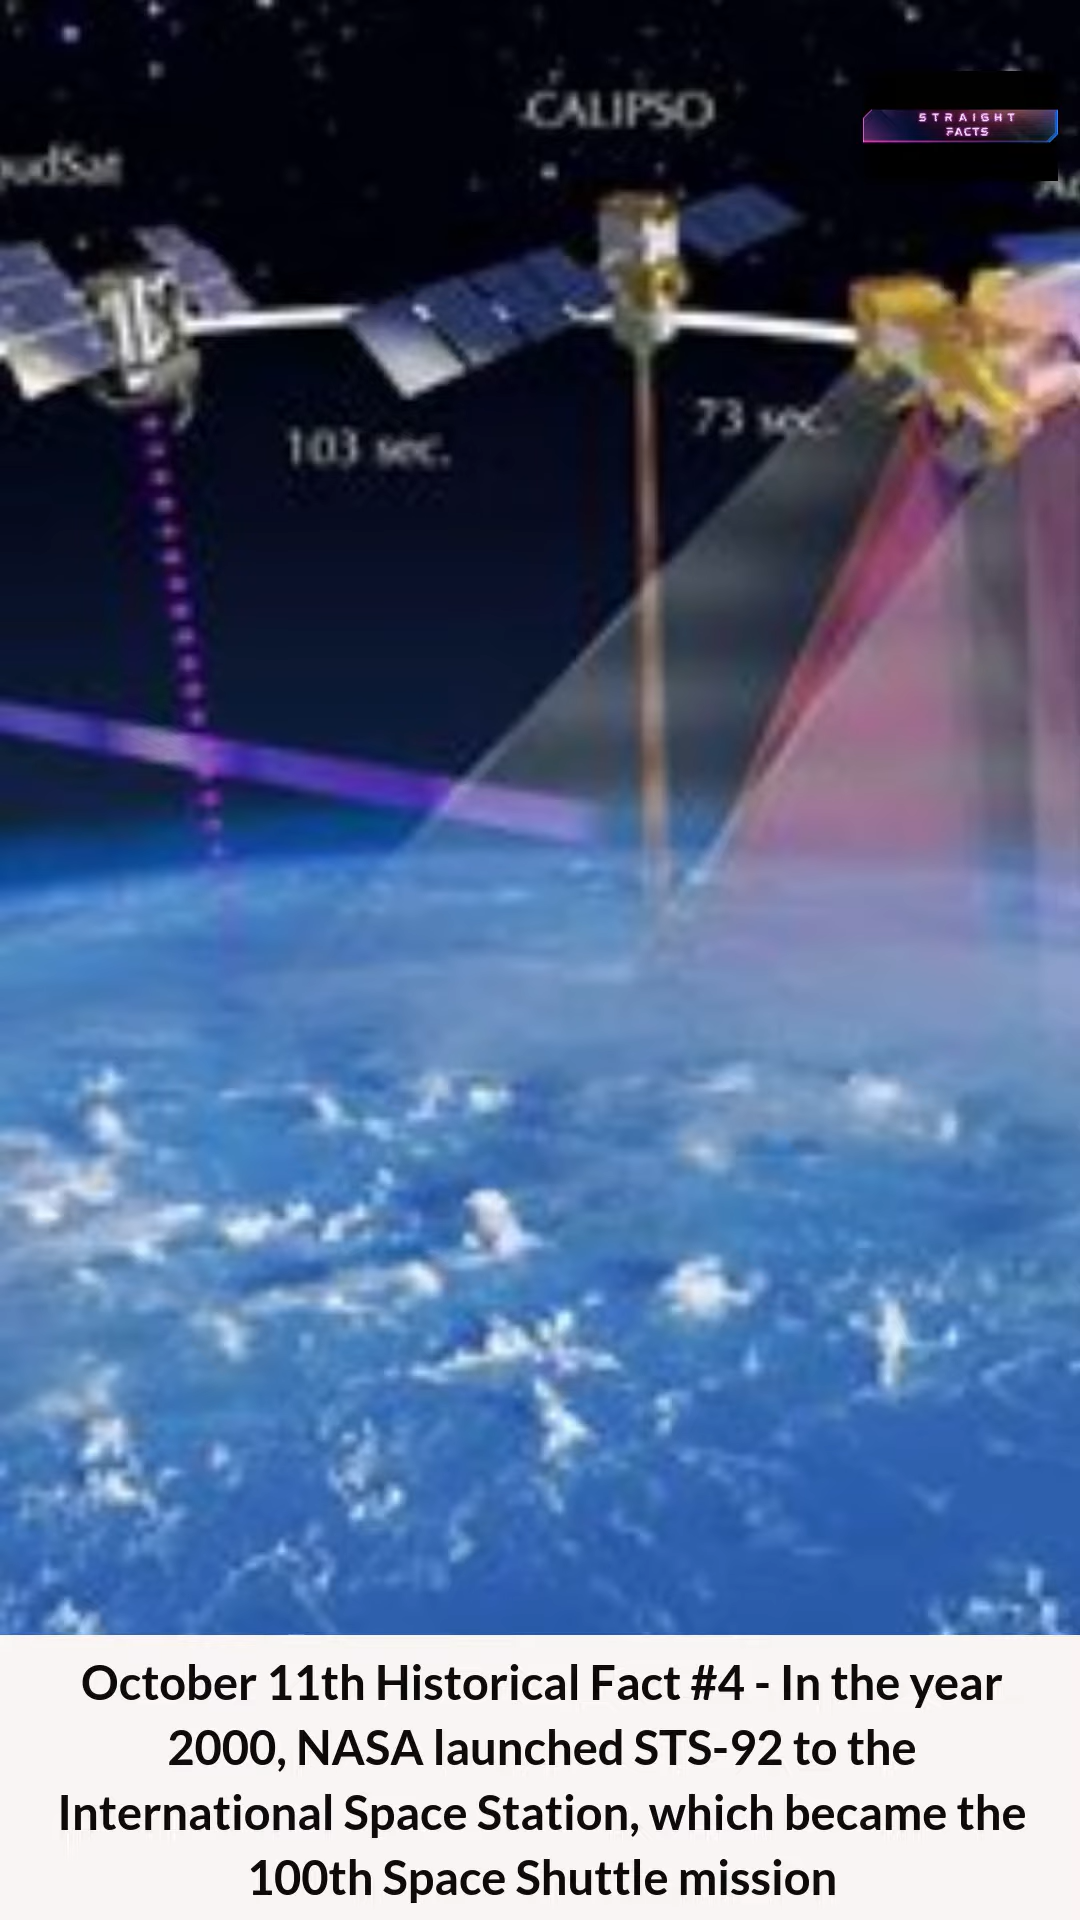 CALIPSO
STRAIGHT
FACTS
103 sec.
73 sec.
October 11th Historical Fact #4 - In the year
2000, NASA launched STS-92 to the
International Space Station, which became the
100th Space Shuttle mission